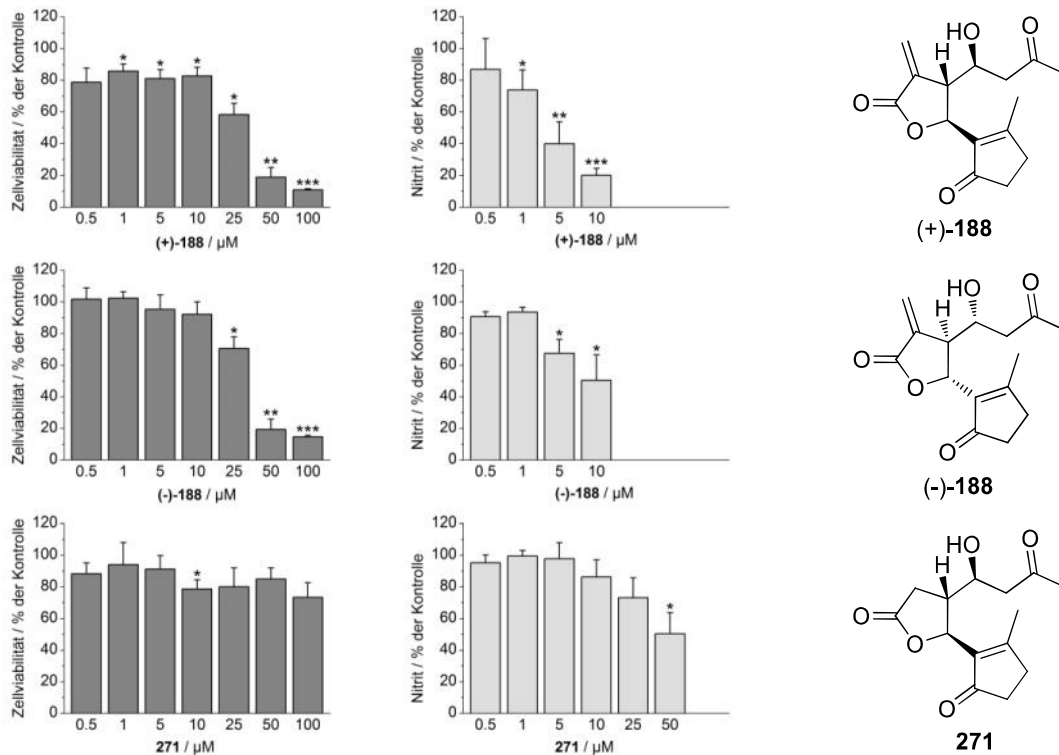 Zellviabilität / % der Kontrolle
120
100
80
60
40
20
0
* * * * ** ***
0.5 1 5 10 25 50 100
(+)-188 / µM
Nitrit / % der Kontrolle
120
100
80
60
40
20
0
* ** ***
0.5 1 5 10
(+)-188 / µM
HO O
H
O
O
O
(+)-188
Zellviabilität / % der Kontrolle
120
100
80
60
40
20
0
* ** ***
0.5 1 5 10 25 50 100
(-)-188 / µM
Nitrit / % der Kontrolle
120
100
80
60
40
20
0
* *
0.5 1 5 10
(-)-188 / µM
HO O
H
O
O
O
(-)-188
Zellviabilität / % der Kontrolle
120
100
80
60
40
20
0
*
0.5 1 5 10 25 50 100
271 / µM
Nitrit / % der Kontrolle
120
100
80
60
40
20
0
*
0.5 1 5 10 25 50
271 / µM
HO O
H
O
O
O
271